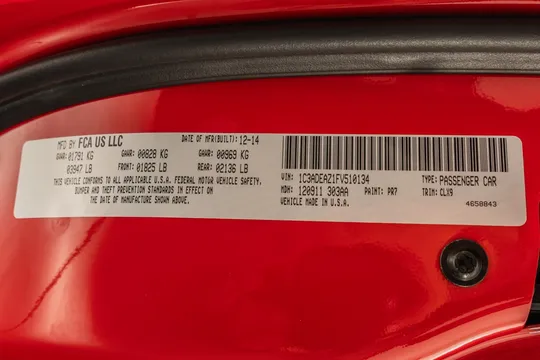 MFD BY FCA US LLC DATE OF MFR(BUILT): 12-14
GVWR: 01791 KG GAWR: 00828 KG GAWR: 00969 KG
03947 LB FRONT: 01825 LB REAR: 02136 LB
THIS VEHICLE CONFORMS TO ALL APPLICABLE U.S.A. FEDERAL MOTOR VEHICLE SAFETY,
BUMPER AND THEFT PREVENTION STANDARDS IN EFFECT ON
THE DATE OF MANUFACTURE SHOWN ABOVE.
VIN: 1C3ADEAZ1FV510134 TYPE: PASSENGER CAR
MDH: 120911 303AA PAINT: PR7 TRIM: CLX9
VEHICLE MADE IN U.S.A. 4658843